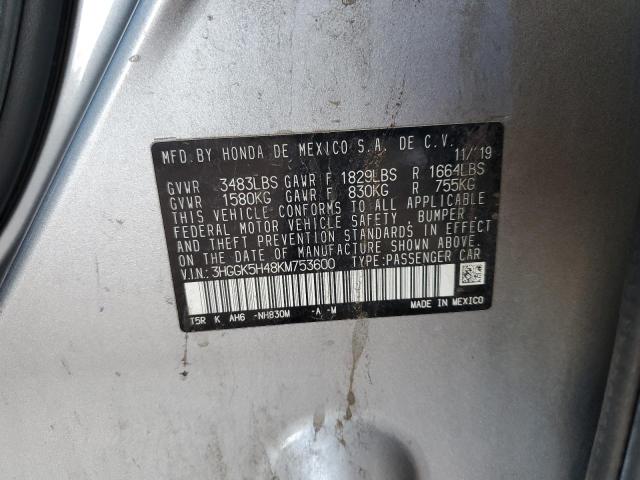 MFD. BY HONDA DE MEXICO S.A. DE C.V.
11/'19
GVWR 3483LBS GAWR F 1829LBS R 1664LBS
GVWR 1580KG GAWR F 830KG R 755KG
THIS VEHICLE CONFORMS TO ALL APPLICABLE
FEDERAL MOTOR VEHICLE SAFETY, BUMPER
AND THEFT PREVENTION STANDARDS IN EFFECT
ON THE DATE OF MANUFACTURE SHOWN ABOVE.
V.I.N.: 3HGGK5H48KM753600 TYPE:PASSENGER CAR
T5R K AH6 -NH830M -A -M MADE IN MEXICO